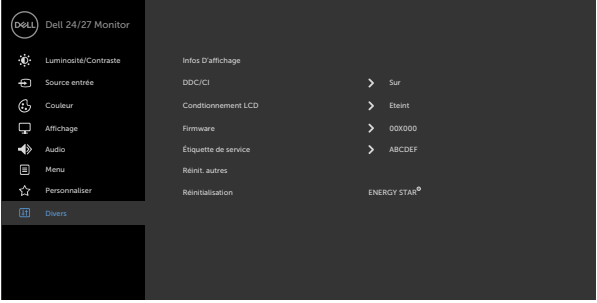 DELL Dell 24/27 Monitor
Luminosité/Contraste
Infos D'affichage
Source entrée
DDC/CI
Sur
Couleur
Condtionnement LCD
Eteint
Affichage
Firmware
00X000
Audio
Étiquette de service
ABCDEF
Menu
Réinit. autres
Personnaliser
Réinitialisation
ENERGY STAR®
Divers